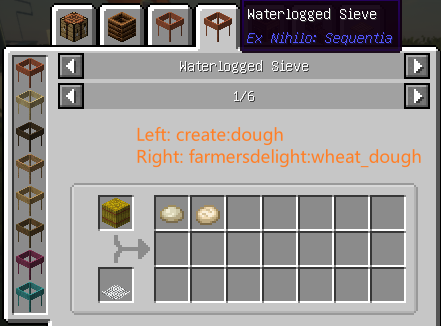 Waterlogged Sieve
Ex Nihilo: Sequentia
Waterlogged Sieve
1/6
Left: create:dough
Right: farmersdelight:wheat_dough